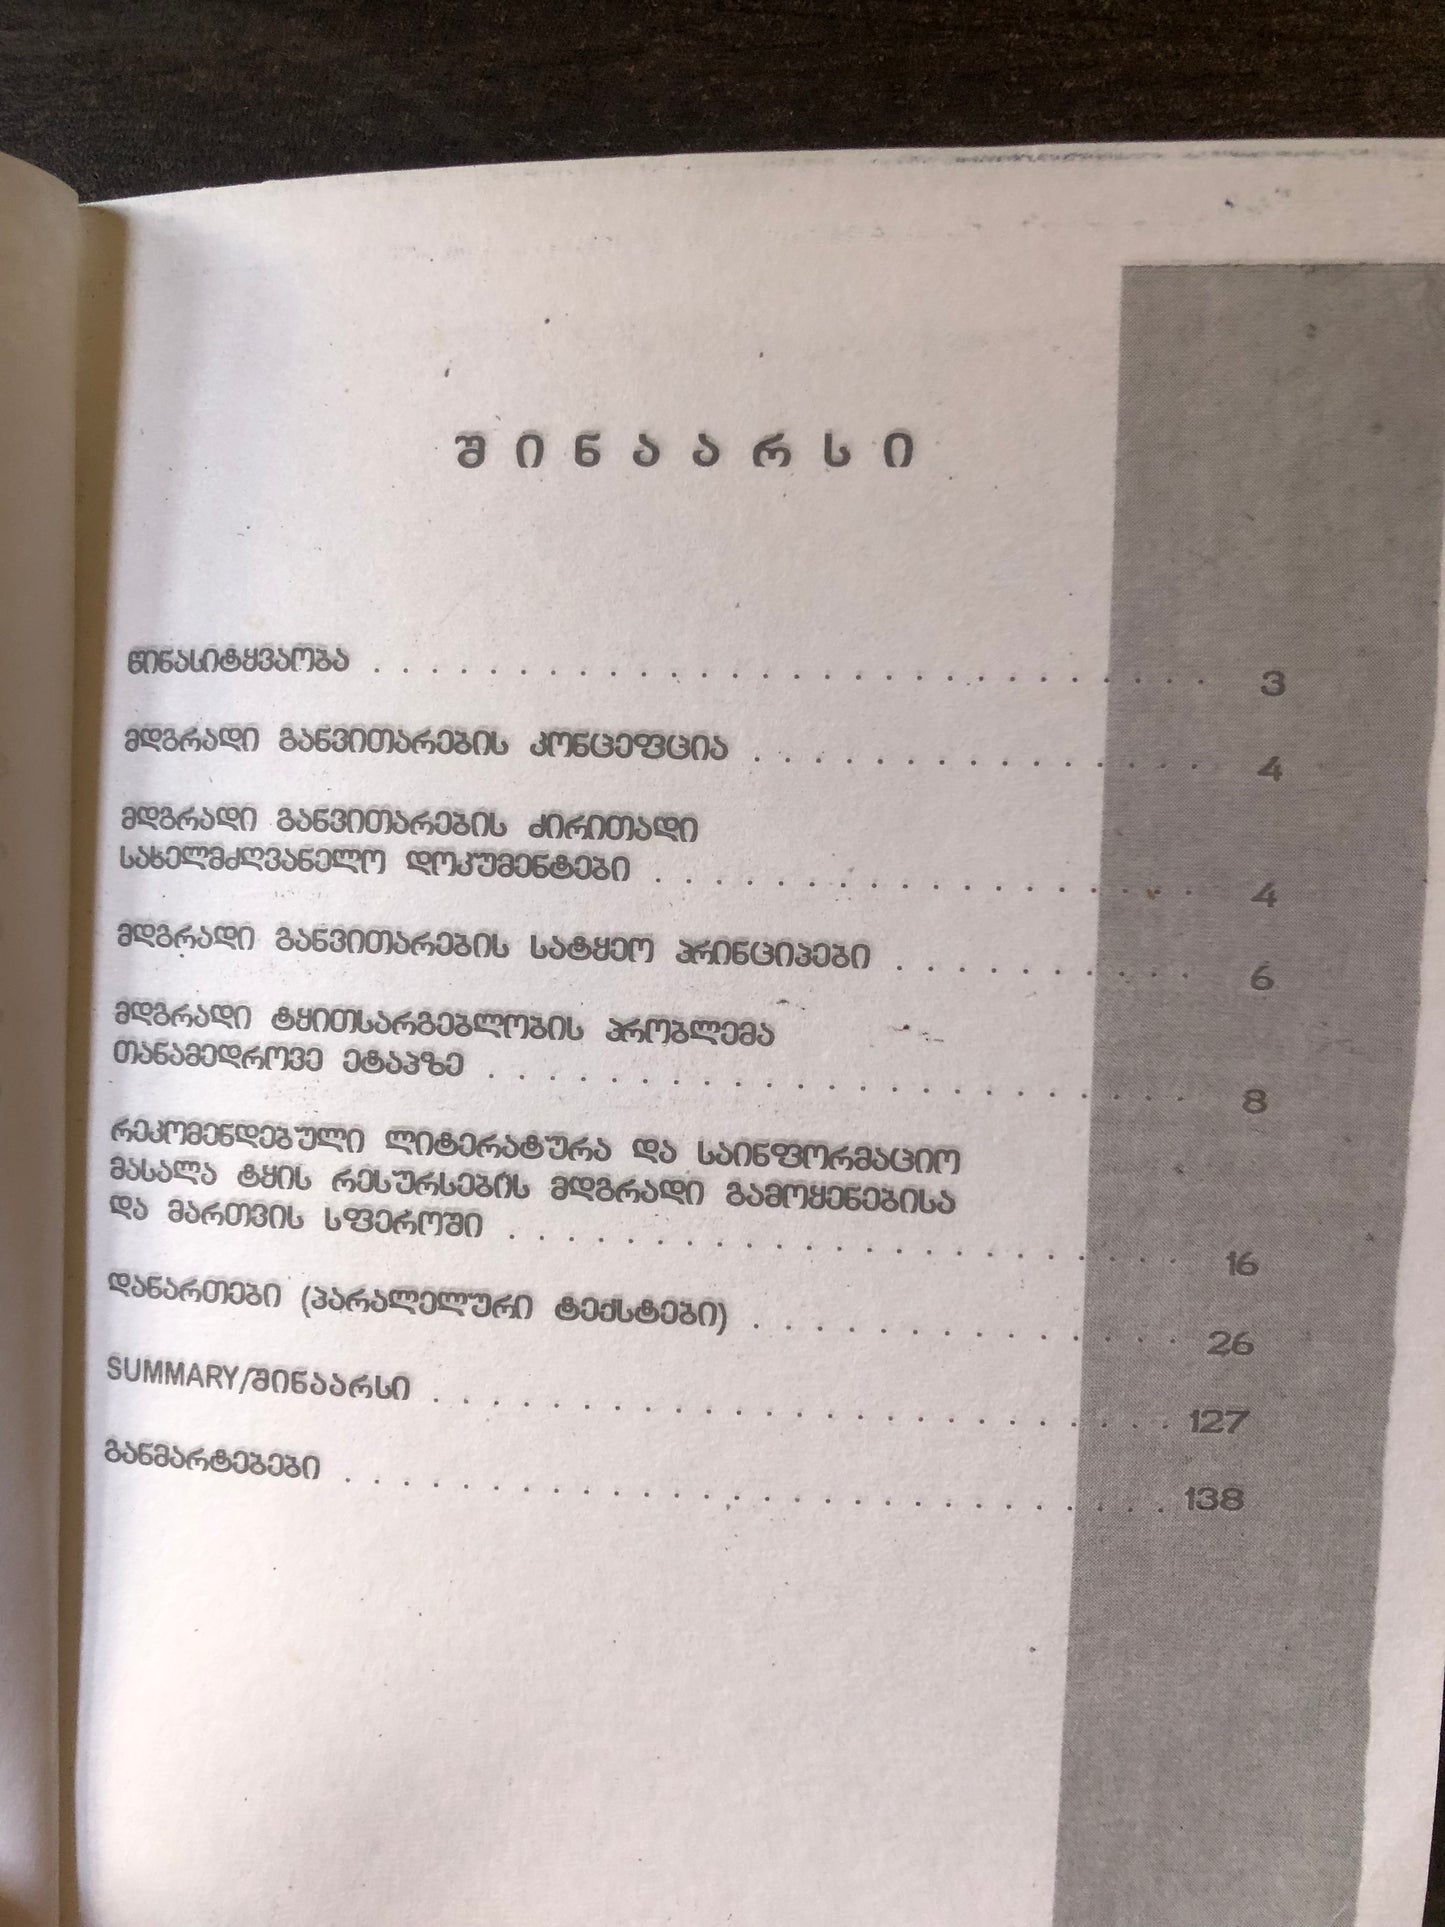 შინაარსი
წინასიტყვაობა . . . . . . . . . . . . . . . . . . . . . . . . . . . . 3
მდგრადი განვითარების კონცეფცია . . . . . . . . . . . . . . . . 4
მდგრადი განვითარების ძირითადი
სახელმძღვანელო დოკუმენტები . . . . . . . . . . . . . . . . . . . 4
მდგრადი განვითარების სატყეო პრინციპები . . . . . . . . . . 6
მდგრადი ტყითსარგებლობის პრობლემა
თანამედროვე ეტაპზე . . . . . . . . . . . . . . . . . . . . . . . . 8
რეკომენდებული ლიტერატურა და საინფორმაციო
მასალა ტყის რესურსების მდგრადი გამოყენებისა
და მართვის სფეროში . . . . . . . . . . . . . . . . . . . . . . . 16
დანართები (პარალელური ტექსტები) . . . . . . . . . . . . . . . 26
SUMMARY/შინაარსი . . . . . . . . . . . . . . . . . . . . . . . . . 127
განმარტებები . . . . . . . . . . . . . . . . . . . . . . . . . . . . 138